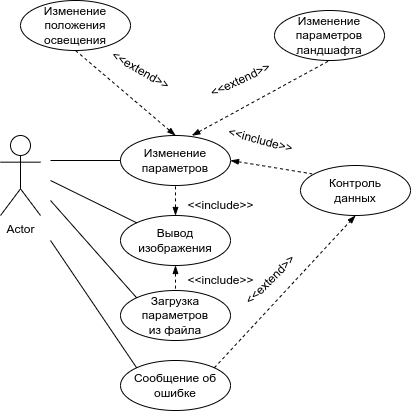 Изменение
положения
освещения
Изменение
параметров
ландшафта
<<extend>>
<<extend>>
<<include>>
Изменение
параметров
Контроль
данных
Actor
<<include>>
Вывод
изображения
<<include>>
<<extend>>
Загрузка
параметров
из файла
Сообщение об
ошибке